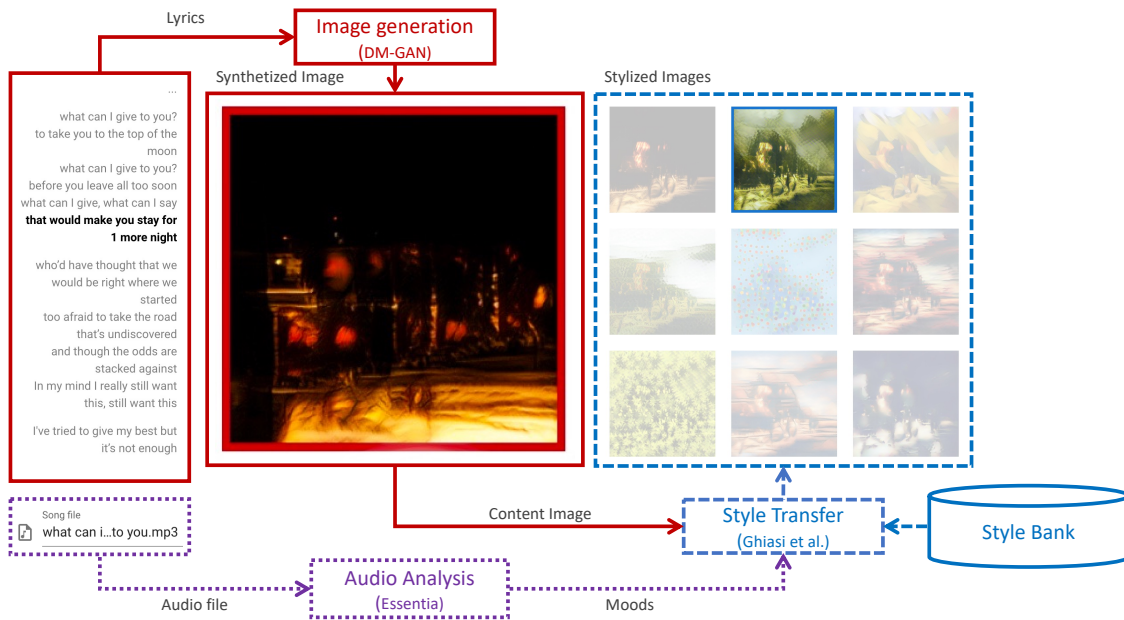 Lyrics
Image generation
(DM-GAN)
Synthetized Image
Stylized Images
...
what can I give to you?
to take you to the top of the
moon
what can I give to you?
before you leave all too soon
what can I give, what can I say
that would make you stay for
1 more night
who'd have thought that we
would be right where we
started
too afraid to take the road
that's undiscovered
and though the odds are
stacked against
In my mind I really still want
this, still want this
I've tried to give my best but
it's not enough
Song file
what can i...to you.mp3
Content Image
Style Transfer
(Ghiasi et al.)
Style Bank
Audio Analysis
(Essentia)
Audio file
Moods